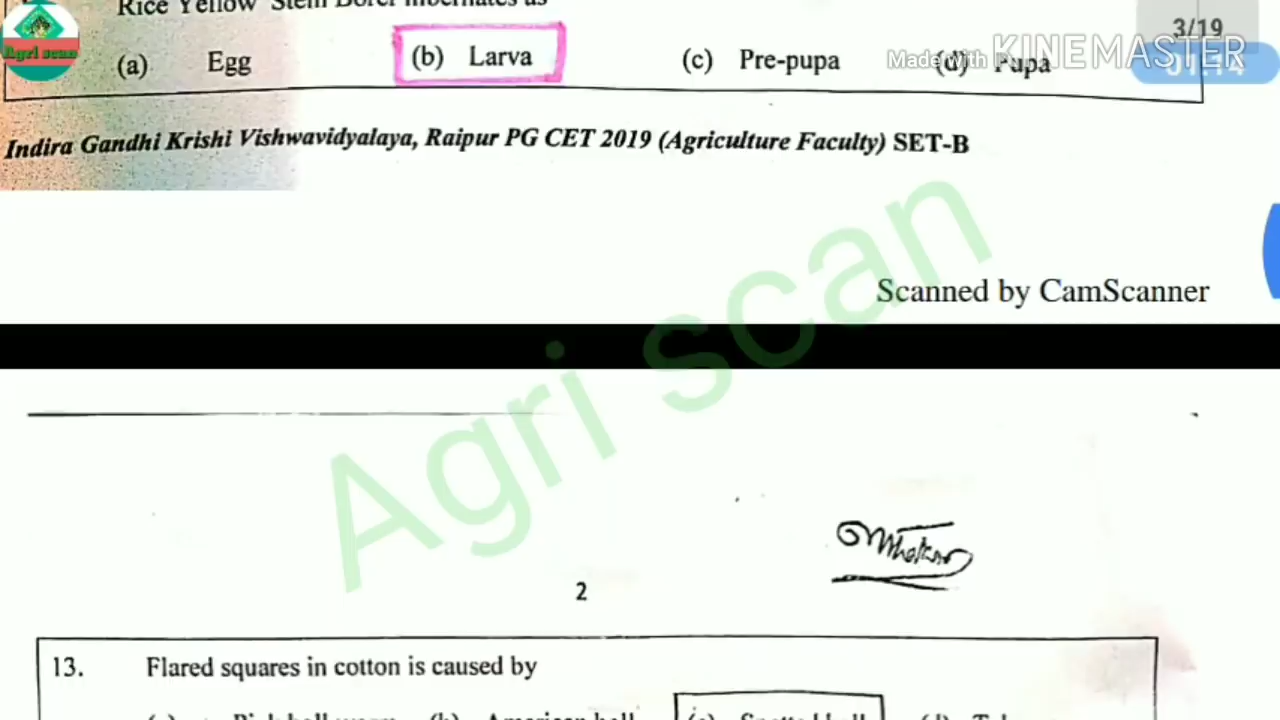 Rice Yellow Stem Borer hibernates as
Agri scan
(a) Egg (b) Larva (c) Pre-pupa (d) Pupa
3/19
Made with KINEMASTER
Indira Gandhi Krishi Vishwavidyalaya, Raipur PG CET 2019 (Agriculture Faculty) SET-B
Scanned by CamScanner
Agri scan
2
13. Flared squares in cotton is caused by